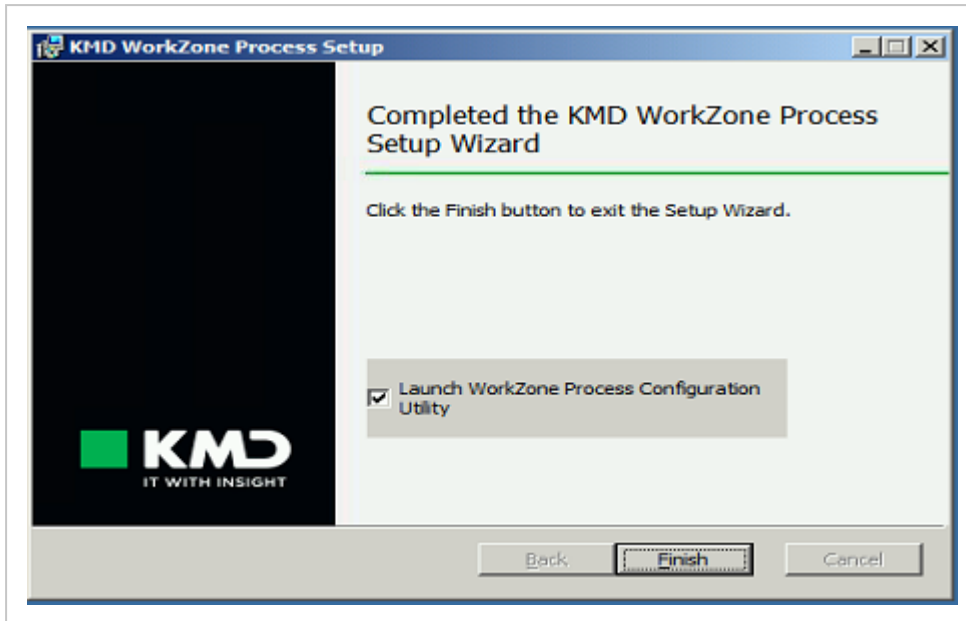 KMD WorkZone Process Setup
Completed the KMD WorkZone Process
Setup Wizard
Click the Finish button to exit the Setup Wizard.
Launch WorkZone Process Configuration
Utility
KMD
IT WITH INSIGHT
Back
Finish
Cancel